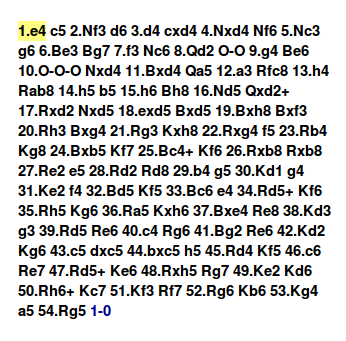 1.e4 c5 2.Nf3 d6 3.d4 cxd4 4.Nxd4 Nf6 5.Nc3
g6 6.Be3 Bg7 7.f3 Nc6 8.Qd2 O-O 9.g4 Be6
10.O-O-O Nxd4 11.Bxd4 Qa5 12.a3 Rfc8 13.h4
Rab8 14.h5 b5 15.h6 Bh8 16.Nd5 Qxd2+
17.Rxd2 Nxd5 18.exd5 Bxd5 19.Bxh8 Bxf3
20.Rh3 Bxg4 21.Rg3 Kxh8 22.Rxg4 f5 23.Rb4
Kg8 24.Bxb5 Kf7 25.Bc4+ Kf6 26.Rxb8 Rxb8
27.Re2 e5 28.Rd2 Rd8 29.b4 g5 30.Kd1 g4
31.Ke2 f4 32.Bd5 Kf5 33.Bc6 e4 34.Rd5+ Kf6
35.Rh5 Kg6 36.Ra5 Kxh6 37.Bxe4 Re8 38.Kd3
g3 39.Rd5 Re6 40.c4 Rg6 41.Bg2 Re6 42.Kd2
Kg6 43.c5 dxc5 44.bxc5 h5 45.Rd4 Kf5 46.c6
Re7 47.Rd5+ Ke6 48.Rxh5 Rg7 49.Ke2 Kd6
50.Rh6+ Kc7 51.Kf3 Rf7 52.Rg6 Kb6 53.Kg4
a5 54.Rg5 1-0